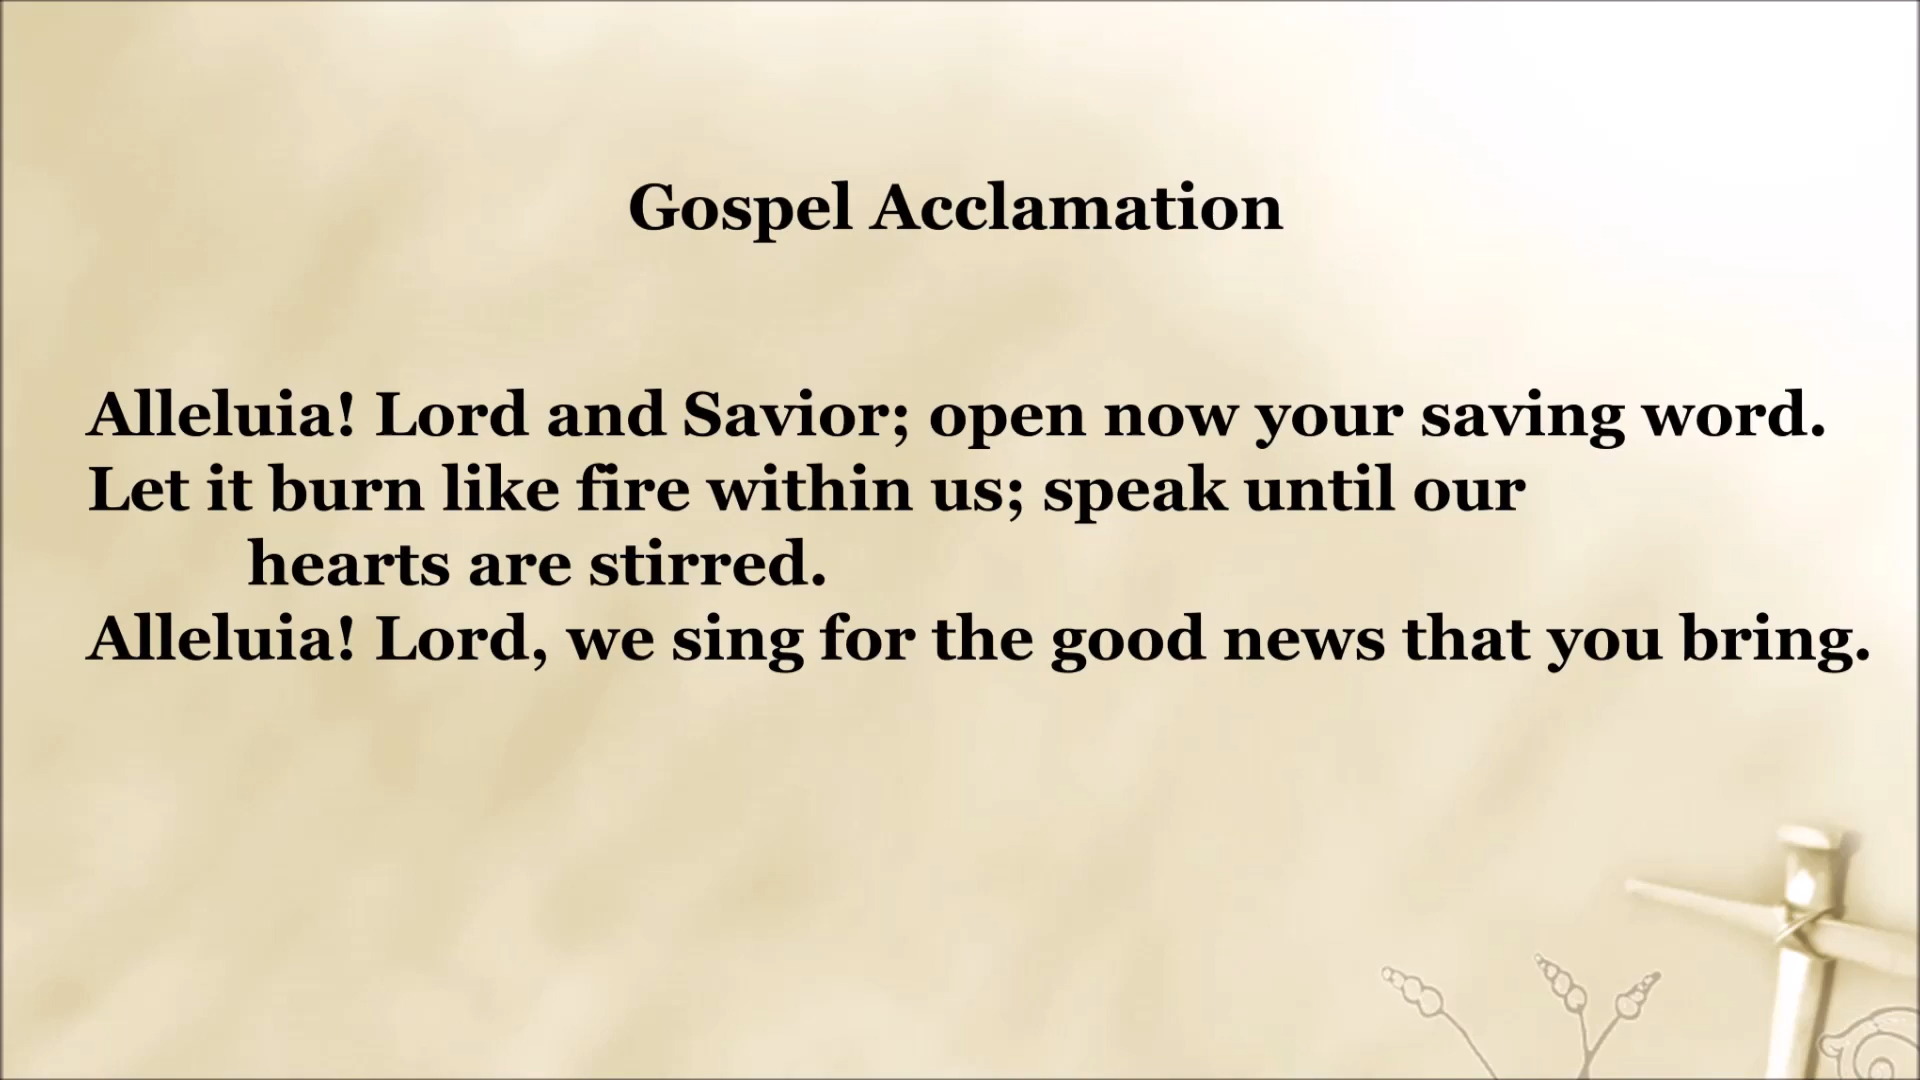 Gospel Acclamation
Alleluia! Lord and Savior; open now your saving word.
Let it burn like fire within us; speak until our
hearts are stirred.
Alleluia! Lord, we sing for the good news that you bring.